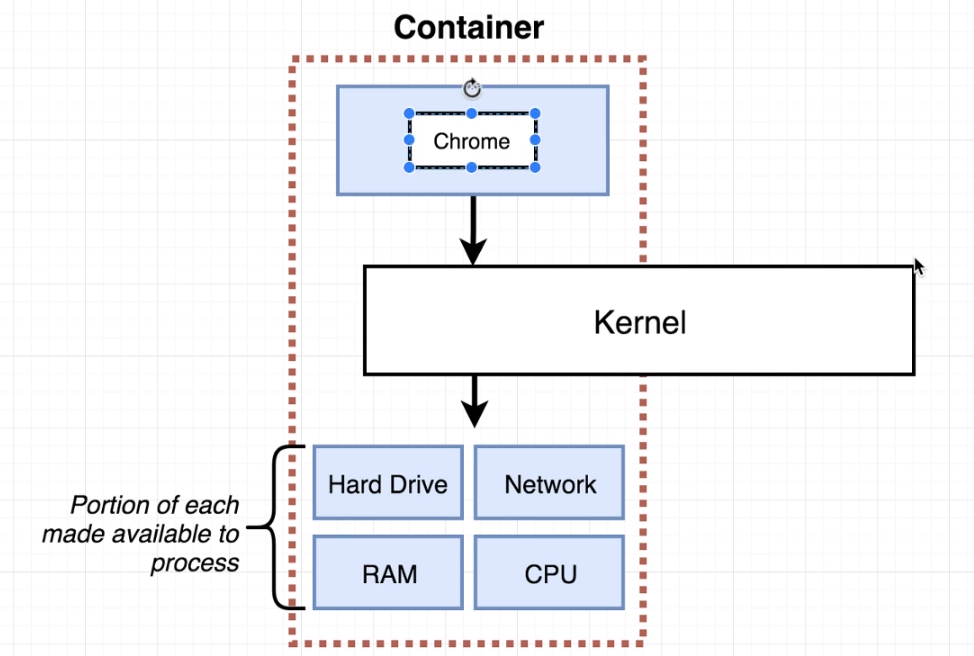 Container
Chrome
Kernel
Hard Drive
Network
Portion of each
made available to
process
RAM
CPU